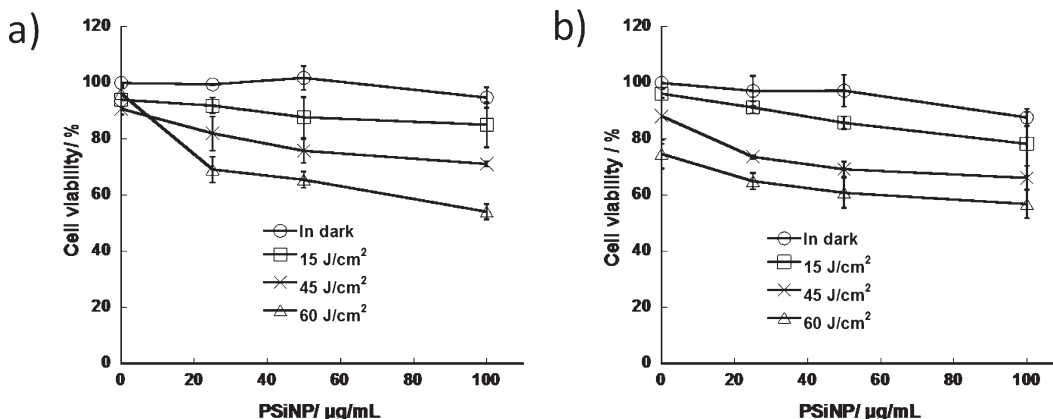 a)
120
100
80
60
40
20
0
Cell viability/ %
In dark
15 J/cm²
45 J/cm²
60 J/cm²
0 20 40 60 80 100
PSiNP/ µg/mL
b)
120
100
80
60
40
20
0
Cell viability / %
In dark
15 J/cm²
45 J/cm²
60 J/cm²
0 20 40 60 80 100
PSiNP/ µg/mL